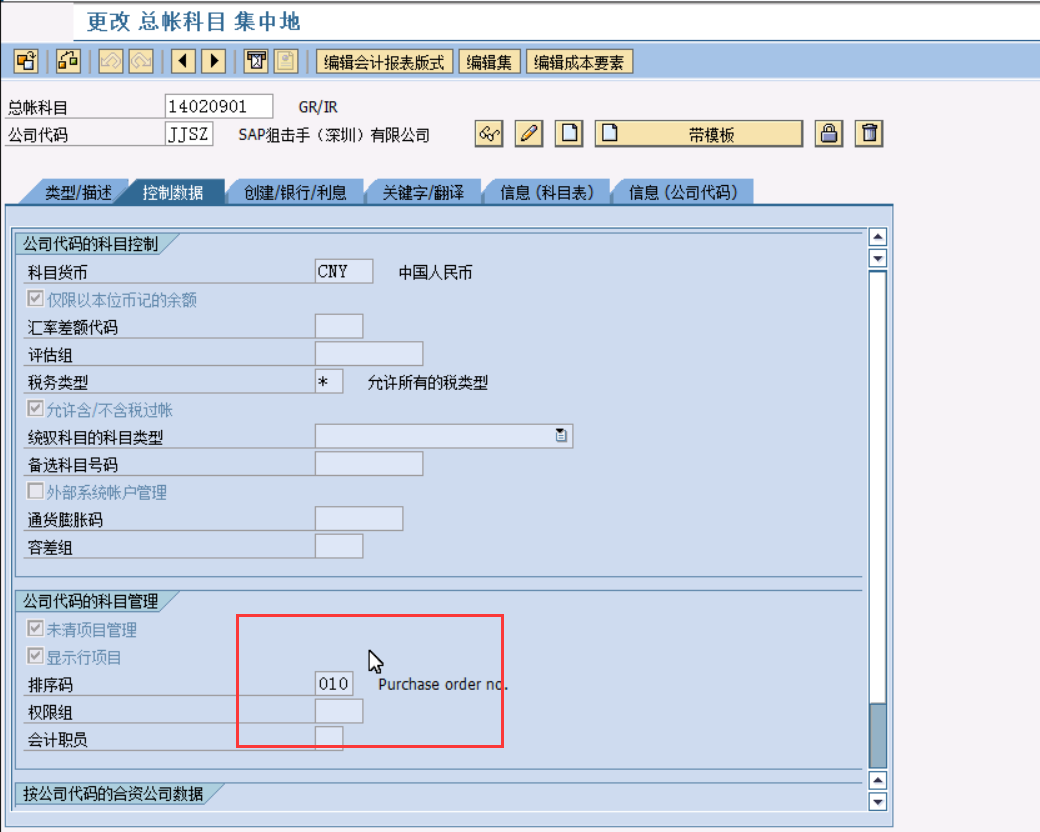 更改 总帐科目 集中地
编辑会计报表版式 编辑集 编辑成本要素
总帐科目 14020901 GR/IR
公司代码 JJSZ SAP狙击手（深圳）有限公司 带模板
类型/描述 控制数据 创建/银行/利息 关键字/翻译 信息（科目表） 信息（公司代码）
公司代码的科目控制
科目货币 CNY 中国人民币
仅限以本位币记的余额
汇率差额代码
评估组
税务类型 * 允许所有的税类型
允许含/不含税过帐
统驭科目的科目类型
备选科目号码
外部系统帐户管理
通货膨胀码
容差组
公司代码的科目管理
未清项目管理
显示行项目
排序码 010 Purchase order no.
权限组
会计职员
按公司代码的合资公司数据